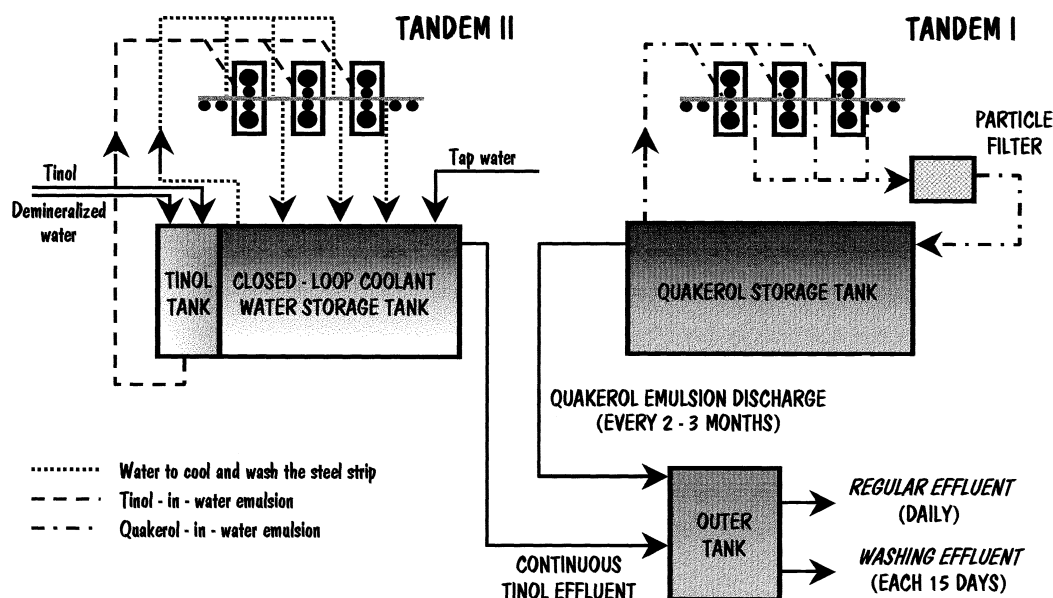 TANDEM II
TANDEM I
PARTICLE
FILTER
Tinol
Demineralized
water
Tap water
TINOL
TANK
CLOSED - LOOP COOLANT
WATER STORAGE TANK
QUAKEROL STORAGE TANK
QUAKEROL EMULSION DISCHARGE
(EVERY 2 - 3 MONTHS)
Water to cool and wash the steel strip
Tinol - in - water emulsion
Quakerol - in - water emulsion
OUTER
TANK
REGULAR EFFLUENT
(DAILY)
WASHING EFFLUENT
(EACH 15 DAYS)
CONTINUOUS
TINOL EFFLUENT